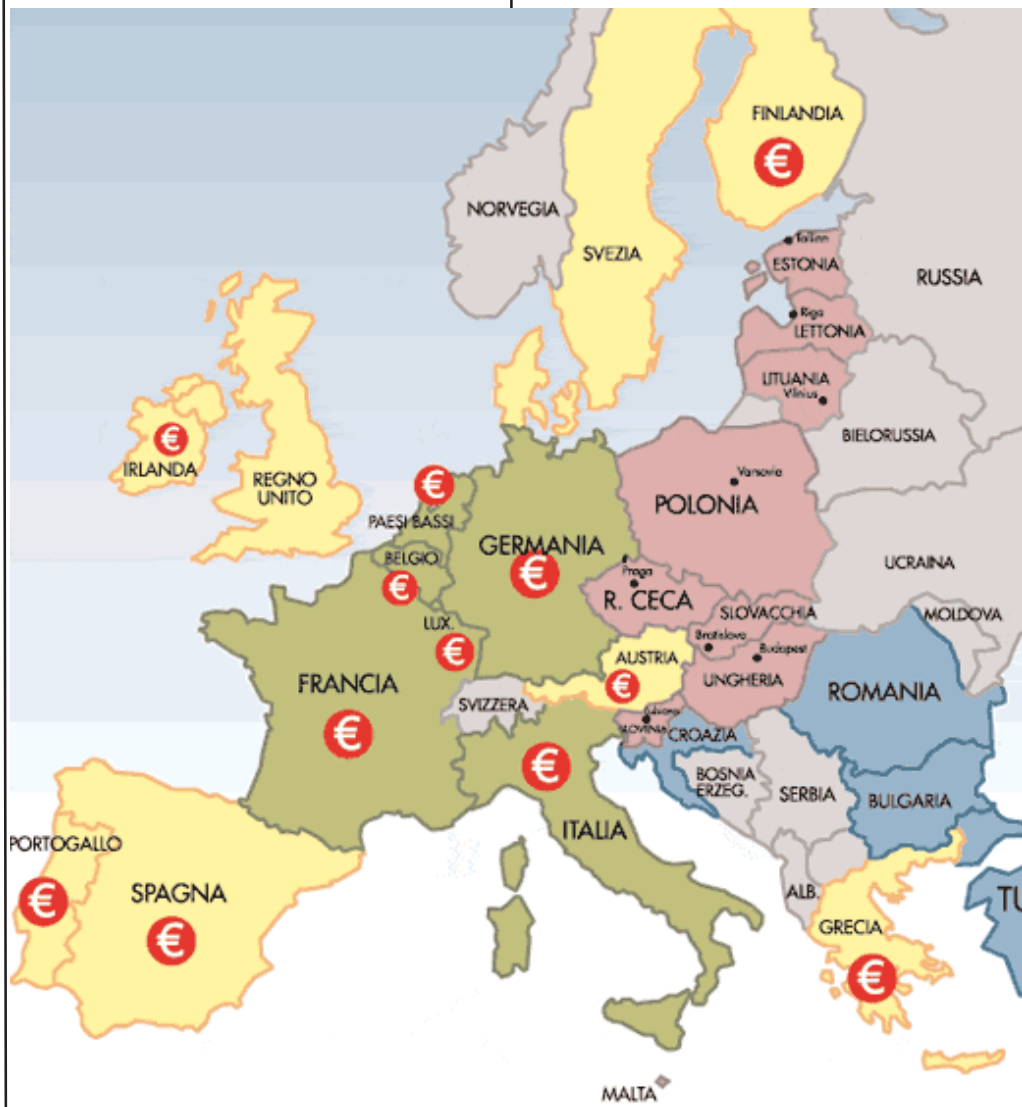 FINLANDIA
€
NORVEGIA
SVEZIA
Tallinn
ESTONIA
RUSSIA
Riga
LETTONIA
LITUANIA
Vilnius
BIELORUSSIA
€
IRLANDA
REGNO
UNITO
€
PAESI BASSI
BELGIO
€
GERMANIA
€
Varsavia
POLONIA
UCRAINA
Praga
R. CECA
SLOVACCHIA
MOLDOVA
LUX.
€
Bratislava
Budapest
AUSTRIA
€
UNGHERIA
FRANCIA
€
SVIZZERA
SLOVENIA
CROAZIA
ROMANIA
€
ITALIA
BOSNIA
ERZEG.
SERBIA
BULGARIA
PORTOGALLO
€
SPAGNA
€
ALB.
GRECIA
€
TU
MALTA